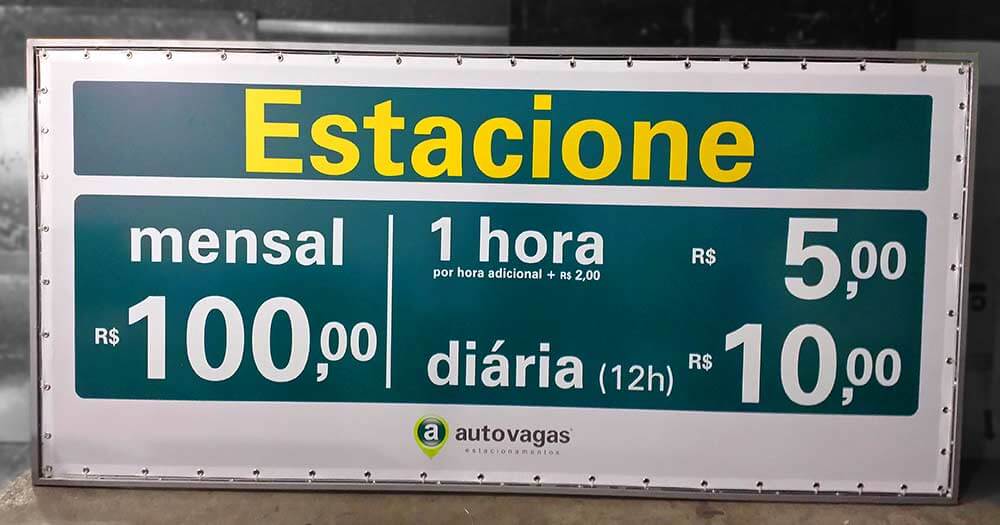 Estacione
mensal
R$ 100,00
1 hora R$ 5,00
por hora adicional + R$ 2,00
diária (12h) R$ 10,00
a autovagas
estacionamentos